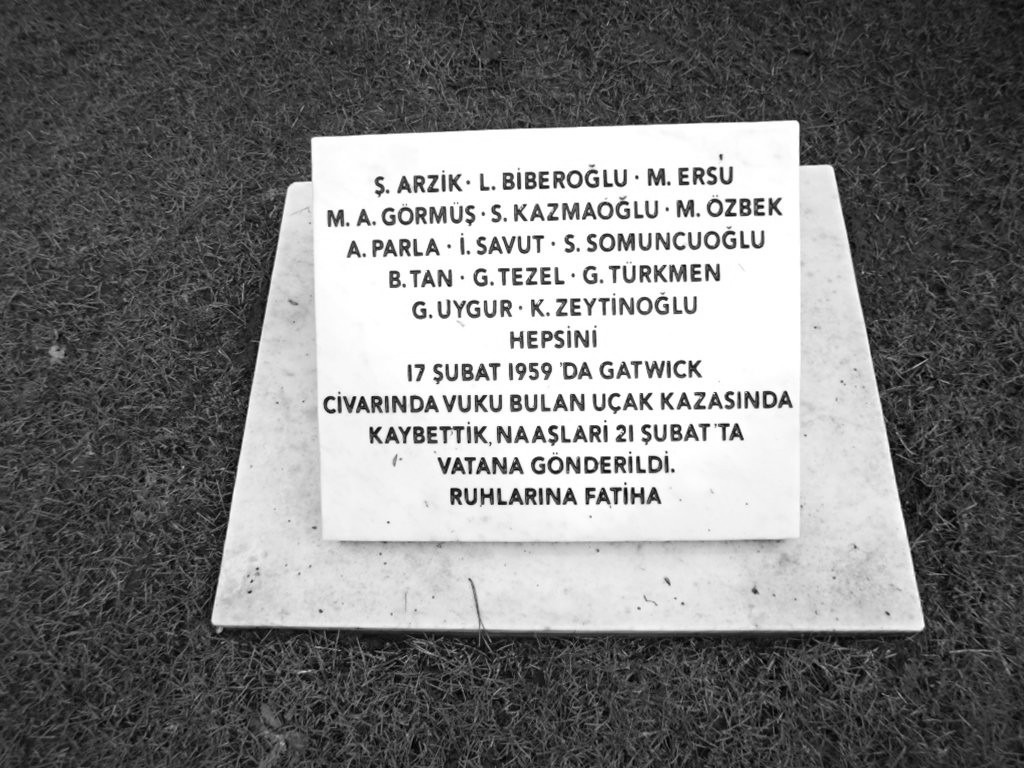 Ş. ARZİK · L. BİBEROĞLU · M. ERSÜ
M. A. GÖRMÜŞ · S. KAZMAOĞLU · M. ÖZBEK
A. PARLA · İ. SAVUT · S. SOMUNCUOĞLU
B. TAN · G. TEZEL · G. TÜRKMEN
G. UYGUR · K. ZEYTİNOĞLU
HEPSİNİ
17 ŞUBAT 1959 'DA GATWICK
CİVARINDA VUKU BULAN UÇAK KAZASINDA
KAYBETTİK, NAAŞLARİ 21 ŞUBAT 'TA
VATANA GÖNDERİLDİ.
RUHLARINA FATİHA